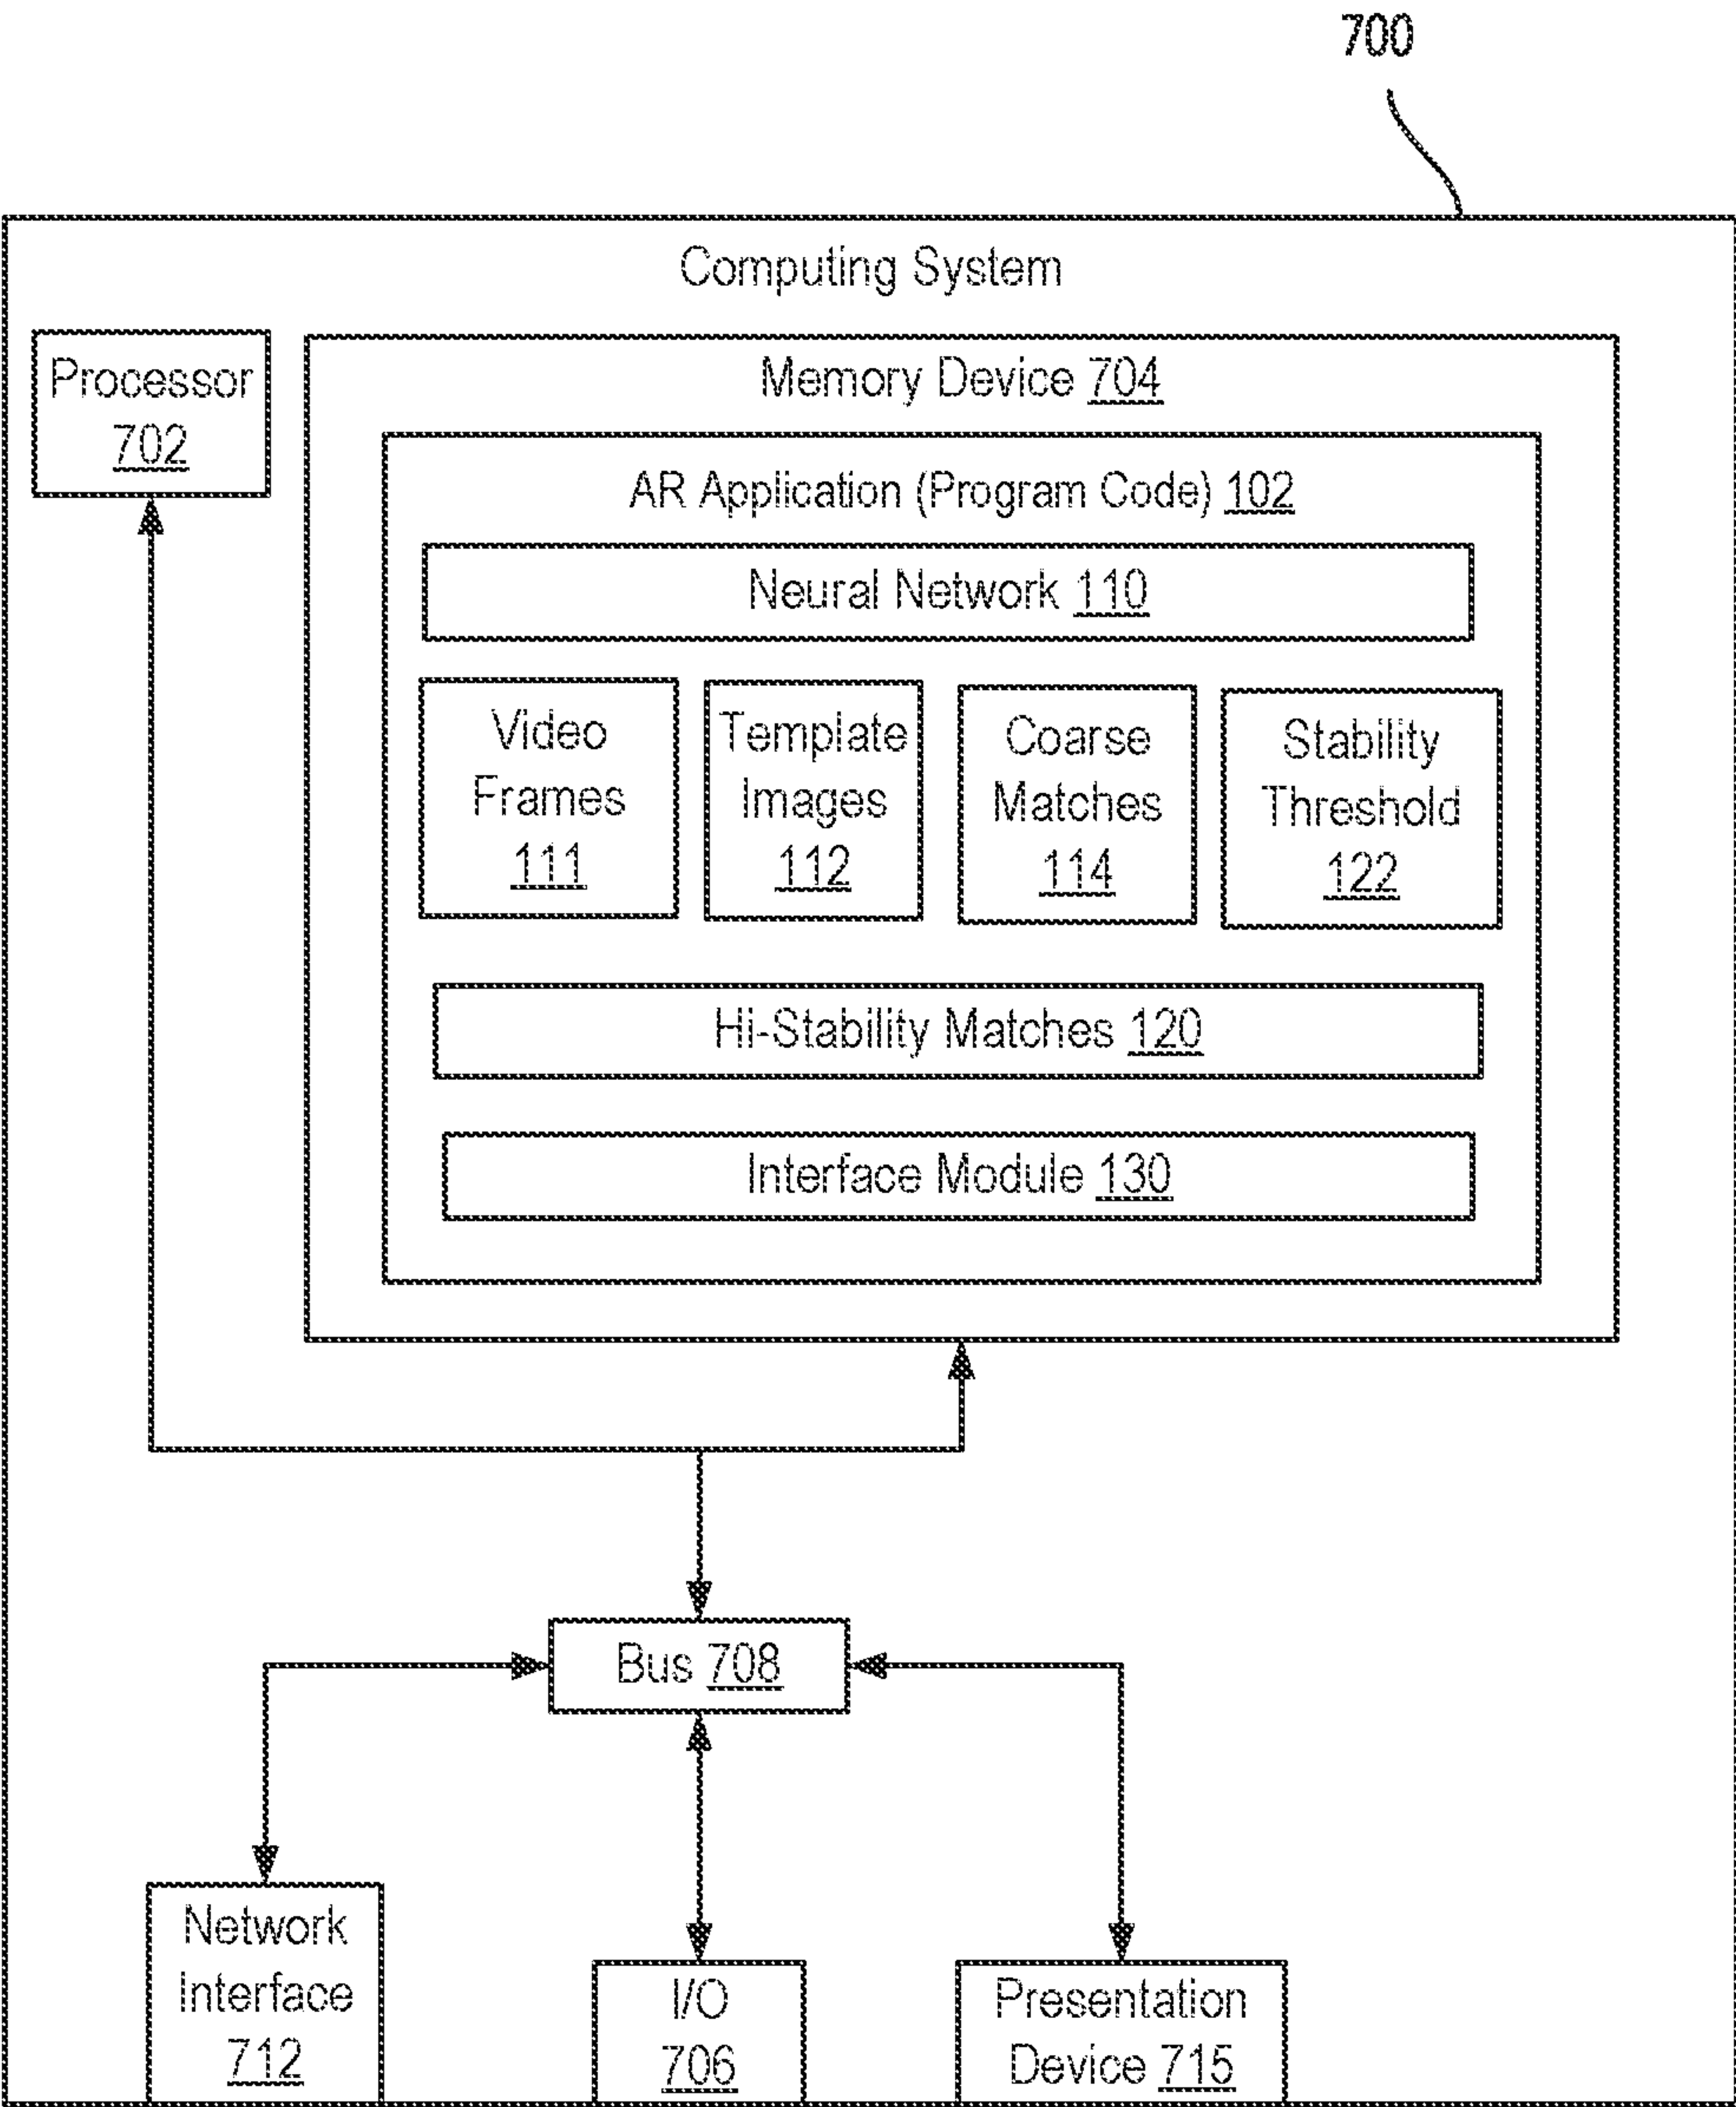 700
Computing System
Processor
702
Memory Device 704
AR Application (Program Code) 102
Neural Network 110
Video
Frames
111
Template
Images
112
Coarse
Matches
114
Stability
Threshold
122
Hi-Stability Matches 120
Interface Module 130
Bus 708
Network
Interface
712
I/O
706
Presentation
Device 715